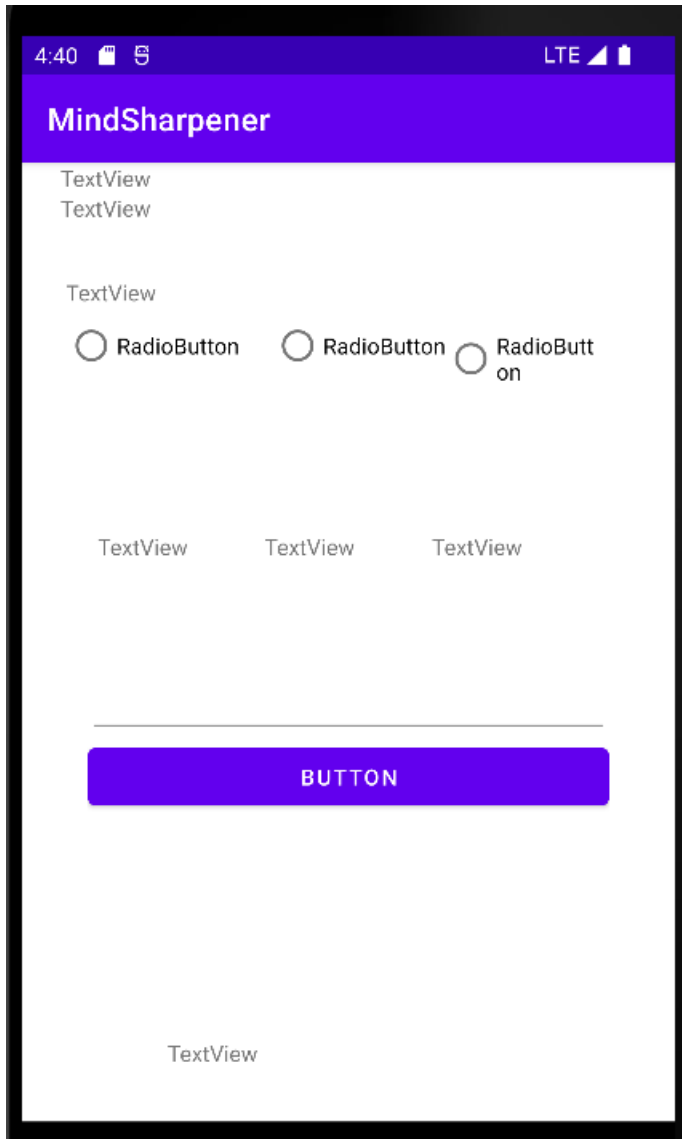 4:40 LTE
MindSharpener
TextView
TextView
TextView
RadioButton RadioButton RadioButt
on
TextView TextView TextView
BUTTON
TextView